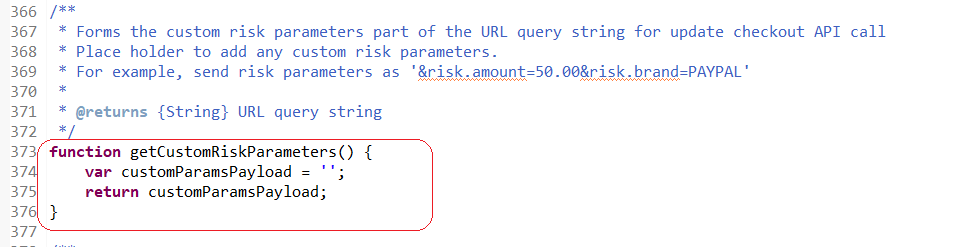 366 /**
367  * Forms the custom risk parameters part of the URL query string for update checkout API call
368  * Place holder to add any custom risk parameters.
369  * For example, send risk parameters as '&risk.amount=50.00&risk.brand=PAYPAL'
370  *
371  * @returns {String} URL query string
372  */
373 function getCustomRiskParameters() {
374     var customParamsPayload = '';
375     return customParamsPayload;
376 }
377